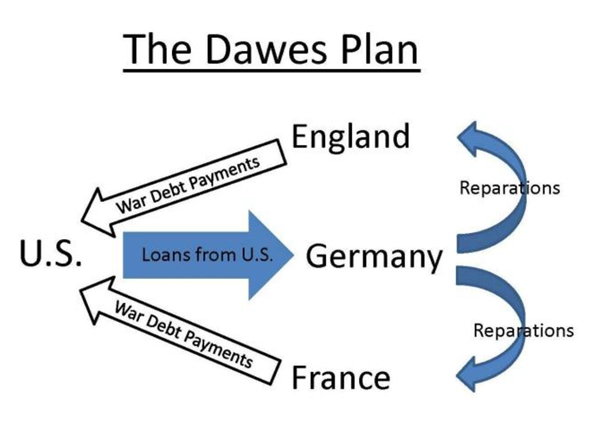 The Dawes Plan
England
War Debt Payments
Reparations
U.S.
Loans from U.S.
Germany
War Debt Payments
Reparations
France